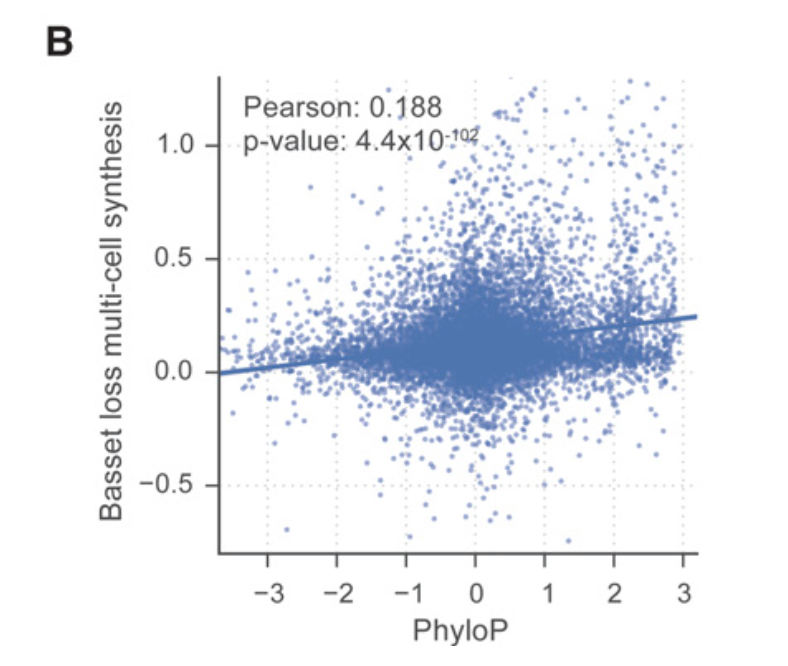 B
Pearson: 0.188
p-value: 4.4x10⁻¹⁰²
Basset loss multi-cell synthesis
1.0
0.5
0.0
−0.5
−3 −2 −1 0 1 2 3
PhyloP